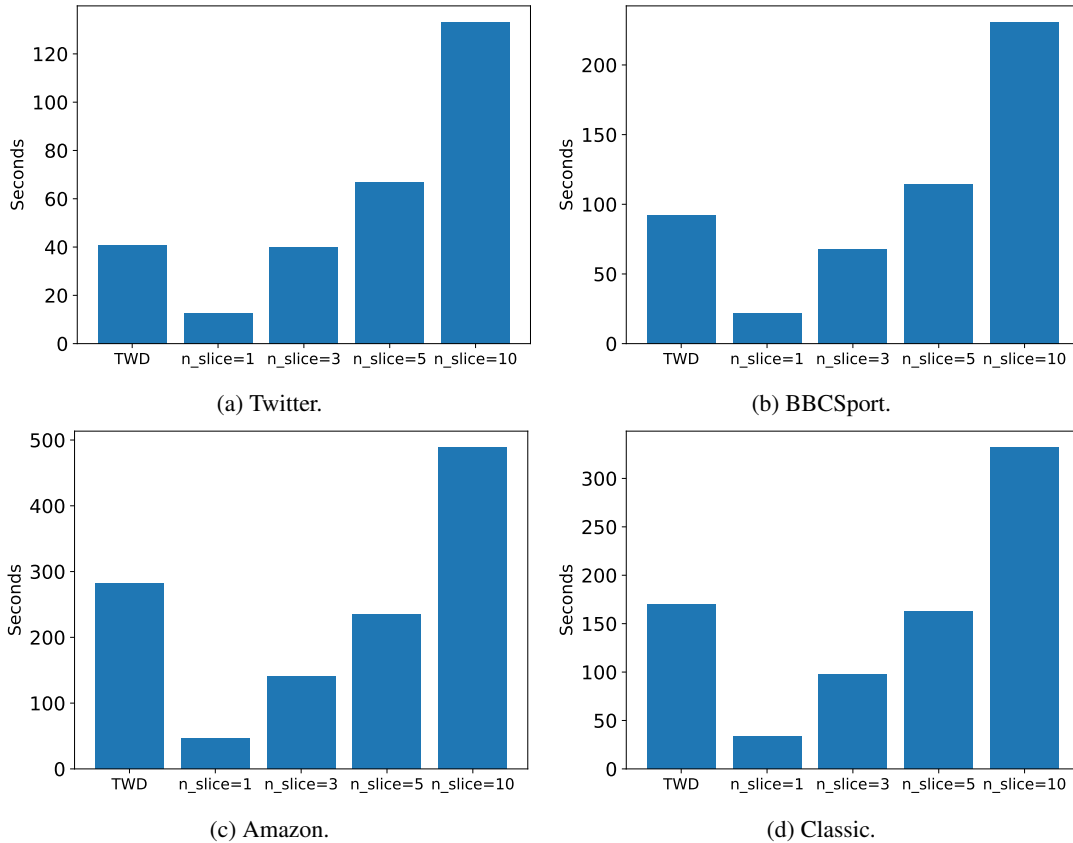 120
100
80
60
40
20
0
Seconds
TWD n_slice=1 n_slice=3 n_slice=5 n_slice=10
(a) Twitter.
200
150
100
50
0
Seconds
TWD n_slice=1 n_slice=3 n_slice=5 n_slice=10
(b) BBCSport.
500
400
300
200
100
0
Seconds
TWD n_slice=1 n_slice=3 n_slice=5 n_slice=10
(c) Amazon.
300
250
200
150
100
50
0
Seconds
TWD n_slice=1 n_slice=3 n_slice=5 n_slice=10
(d) Classic.